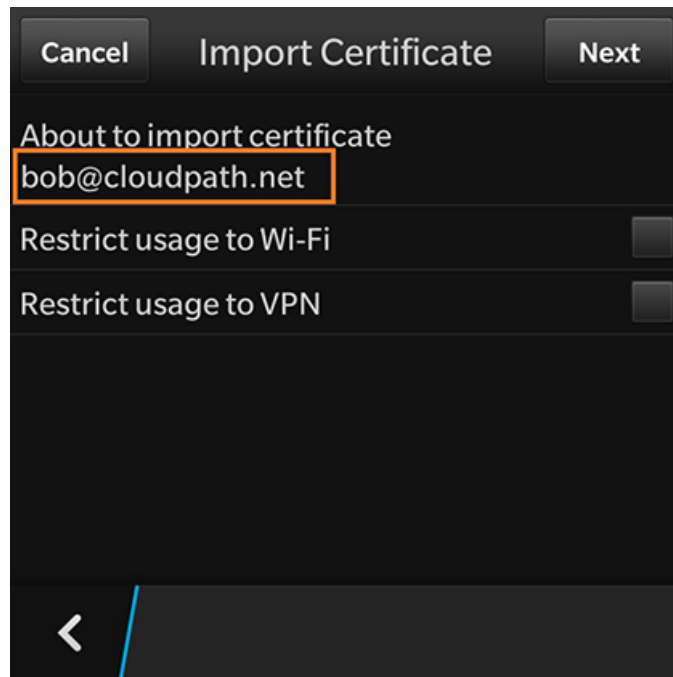 Cancel Import Certificate Next
About to import certificate
bob@cloudpath.net
Restrict usage to Wi-Fi
Restrict usage to VPN